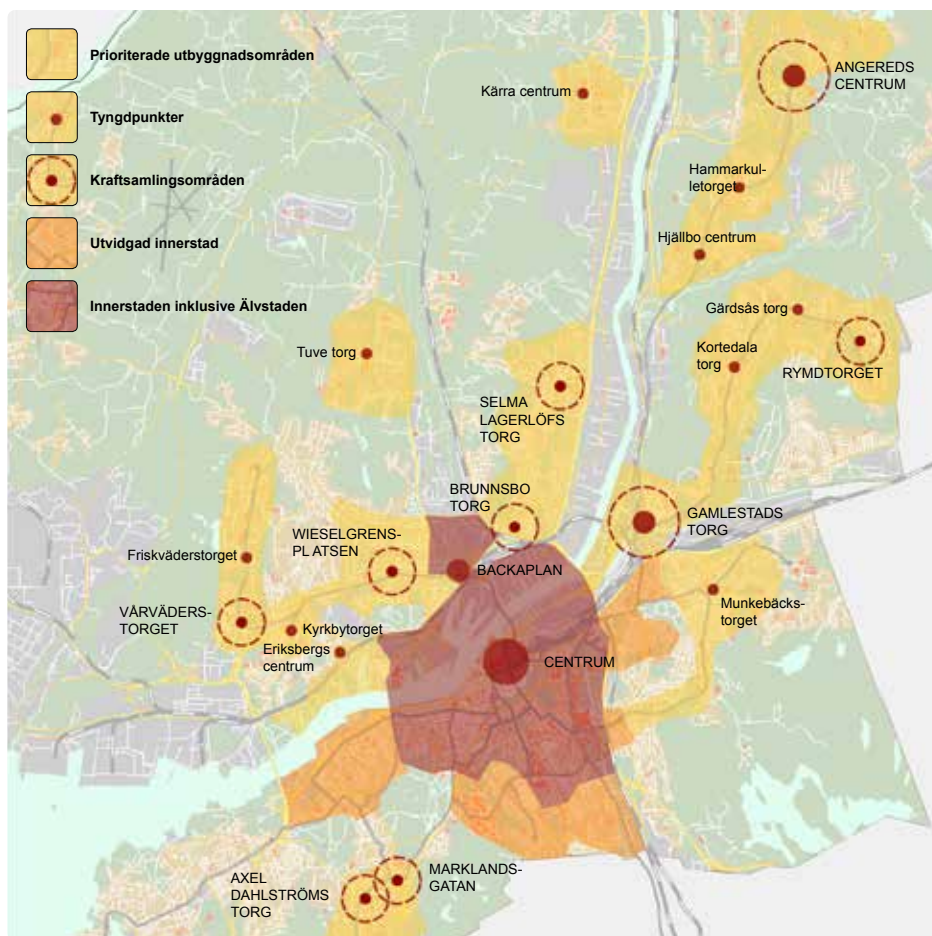 Prioriterade utbyggnadsområden
Tyngdpunkter
Kraftsamlingsområden
Utvidgad innerstad
Innerstaden inklusive Älvstaden
Kärra centrum
ANGEREDS
CENTRUM
Hammarkul-
letorget
Hjällbo centrum
Gärdsås torg
Kortedala
torg
RYMDTORGET
Tuve torg
SELMA
LAGERLÖFS
TORG
BRUNNSBO
TORG
GAMLESTADS
TORG
WIESELGRENS-
PLATSEN
Friskväderstorget
BACKAPLAN
Munkebäcks-
torget
VÅRVÄDERS-
TORGET
Kyrkbytorget
Eriksbergs
centrum
CENTRUM
AXEL
DAHLSTRÖMS
TORG
MARKLANDS-
GATAN